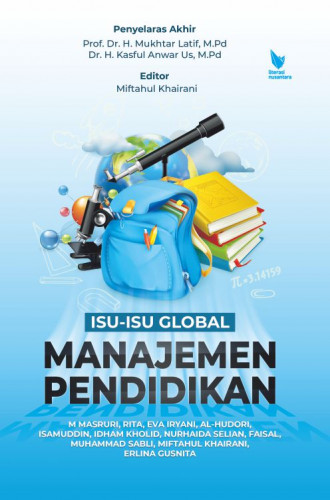 Penyelaras Akhir
Prof. Dr. H. Mukhtar Latif, M.Pd
Dr. H. Kasful Anwar Us, M.Pd
literasi
nusantara
Editor
Miftahul Khairani
π=3.14159
ISU-ISU GLOBAL
MANAJEMEN
PENDIDIKAN
M MASRURI, RITA, EVA IRYANI, AL-HUDORI,
ISAMUDDIN, IDHAM KHOLID, NURHAIDA SELIAN, FAISAL,
MUHAMMAD SABLI, MIFTAHUL KHAIRANI,
ERLINA GUSNITA